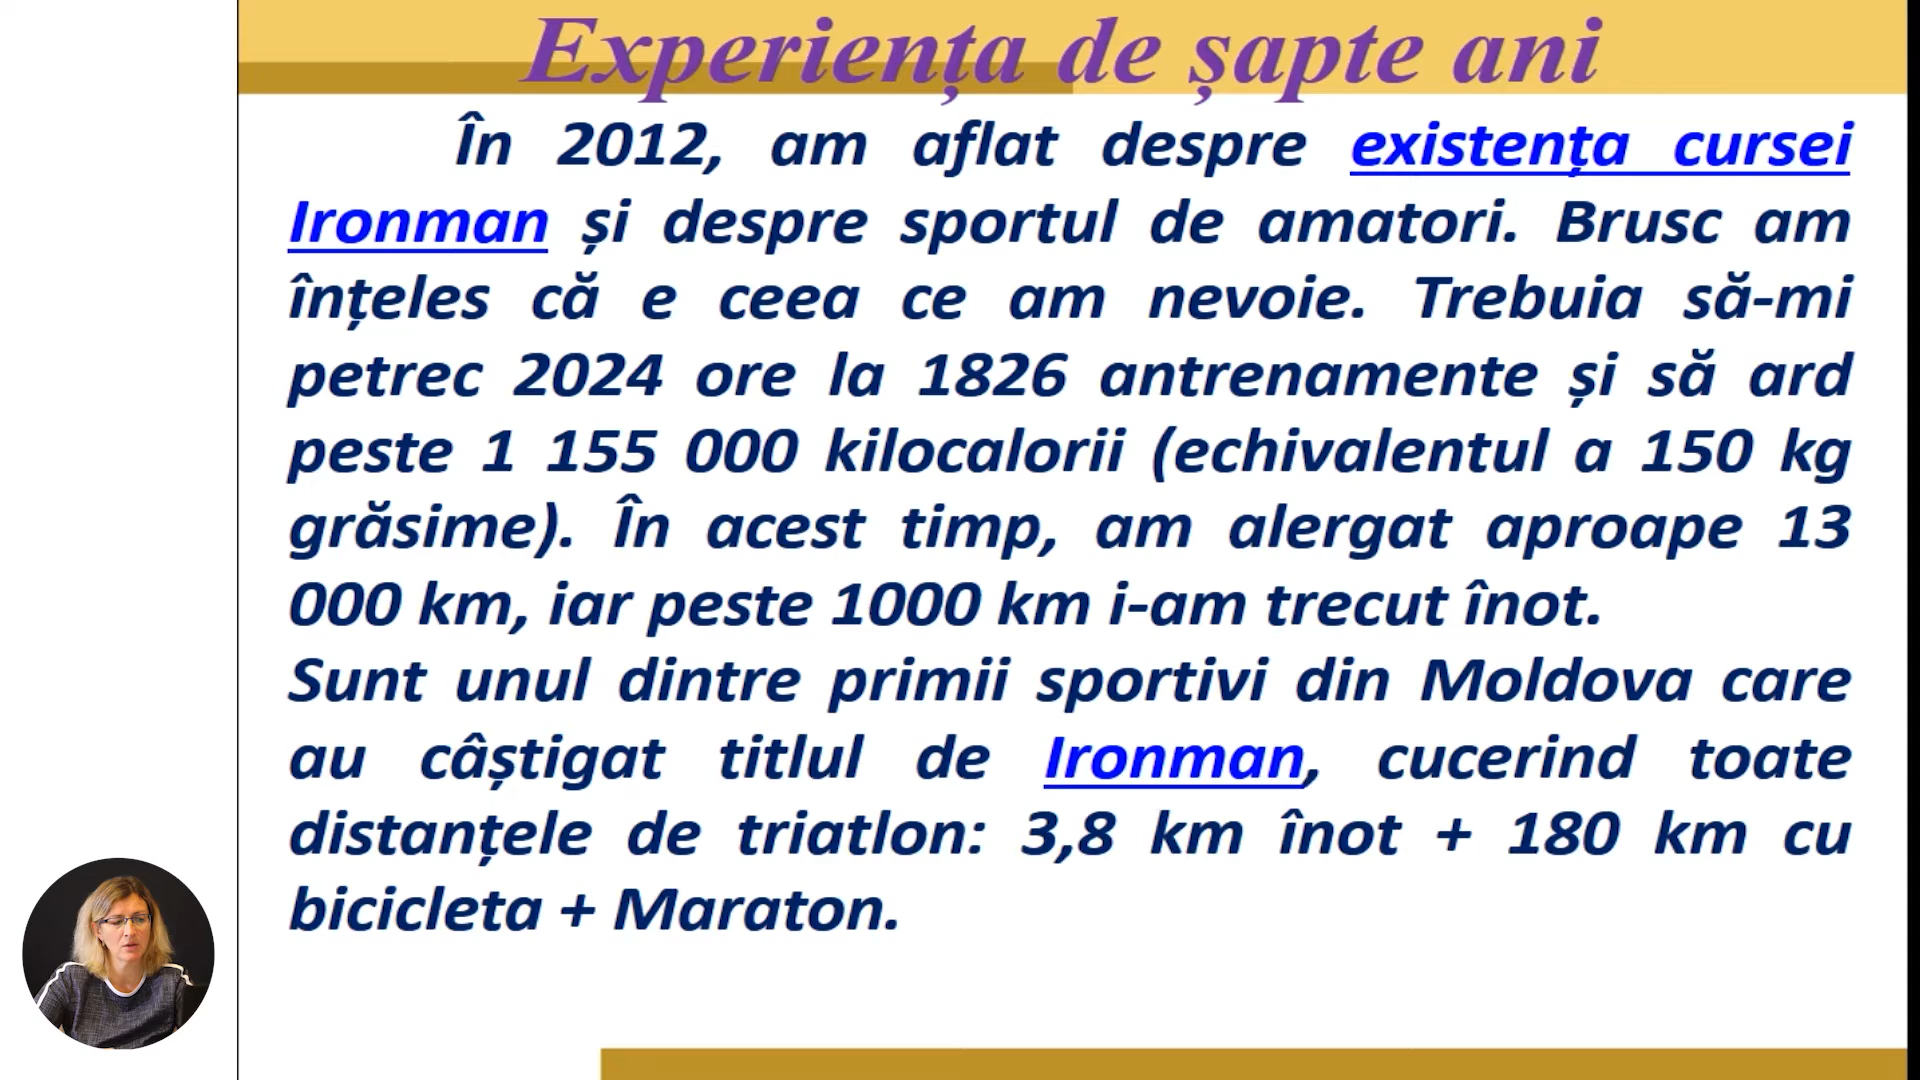 Experiența de șapte ani
În 2012, am aflat despre existența cursei
Ironman și despre sportul de amatori. Brusc am
înțeles că e ceea ce am nevoie. Trebuia să-mi
petrec 2024 ore la 1826 antrenamente și să ard
peste 1 155 000 kilocalorii (echivalentul a 150 kg
grăsime). În acest timp, am alergat aproape 13
000 km, iar peste 1000 km i-am trecut înot.
Sunt unul dintre primii sportivi din Moldova care
au câștigat titlul de Ironman, cucerind toate
distanțele de triatlon: 3,8 km înot + 180 km cu
bicicleta + Maraton.